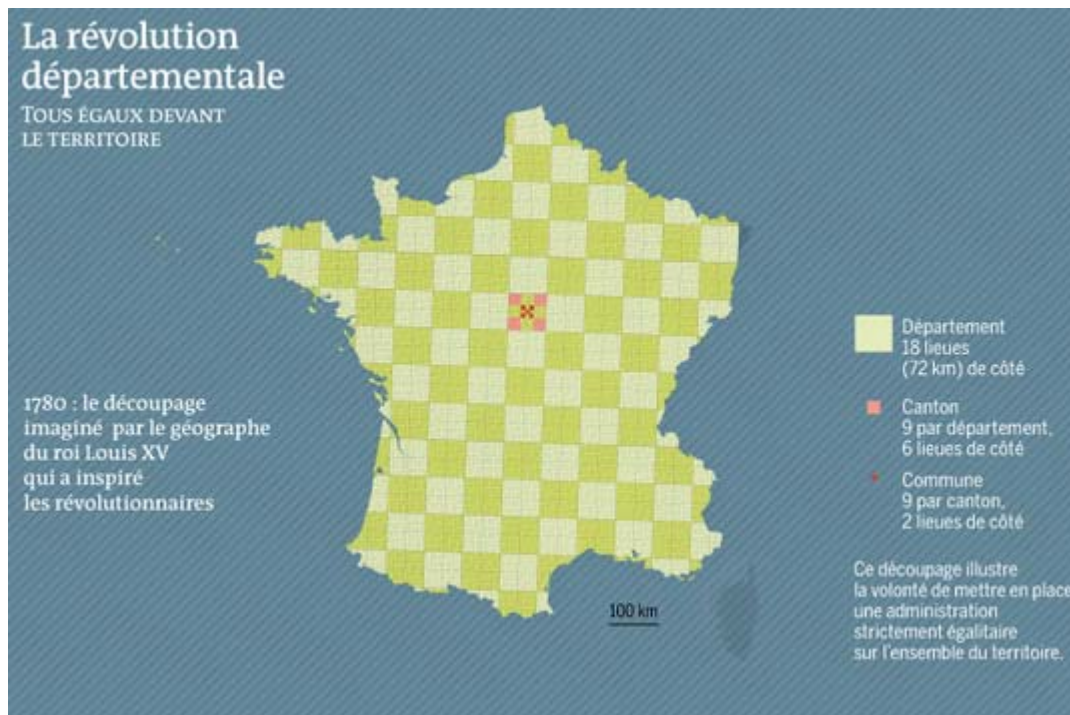 La révolution
départementale
TOUS ÉGAUX DEVANT
LE TERRITOIRE
1780 : le découpage
imaginé par le géographe
du roi Louis XV
qui a inspiré
les révolutionnaires
Département
18 lieues
(72 km) de côté
Canton
9 par département,
6 lieues de côté
Commune
9 par canton,
2 lieues de côté
Ce découpage illustre
la volonté de mettre en place
une administration
strictement égalitaire
sur l'ensemble du territoire.
100 km